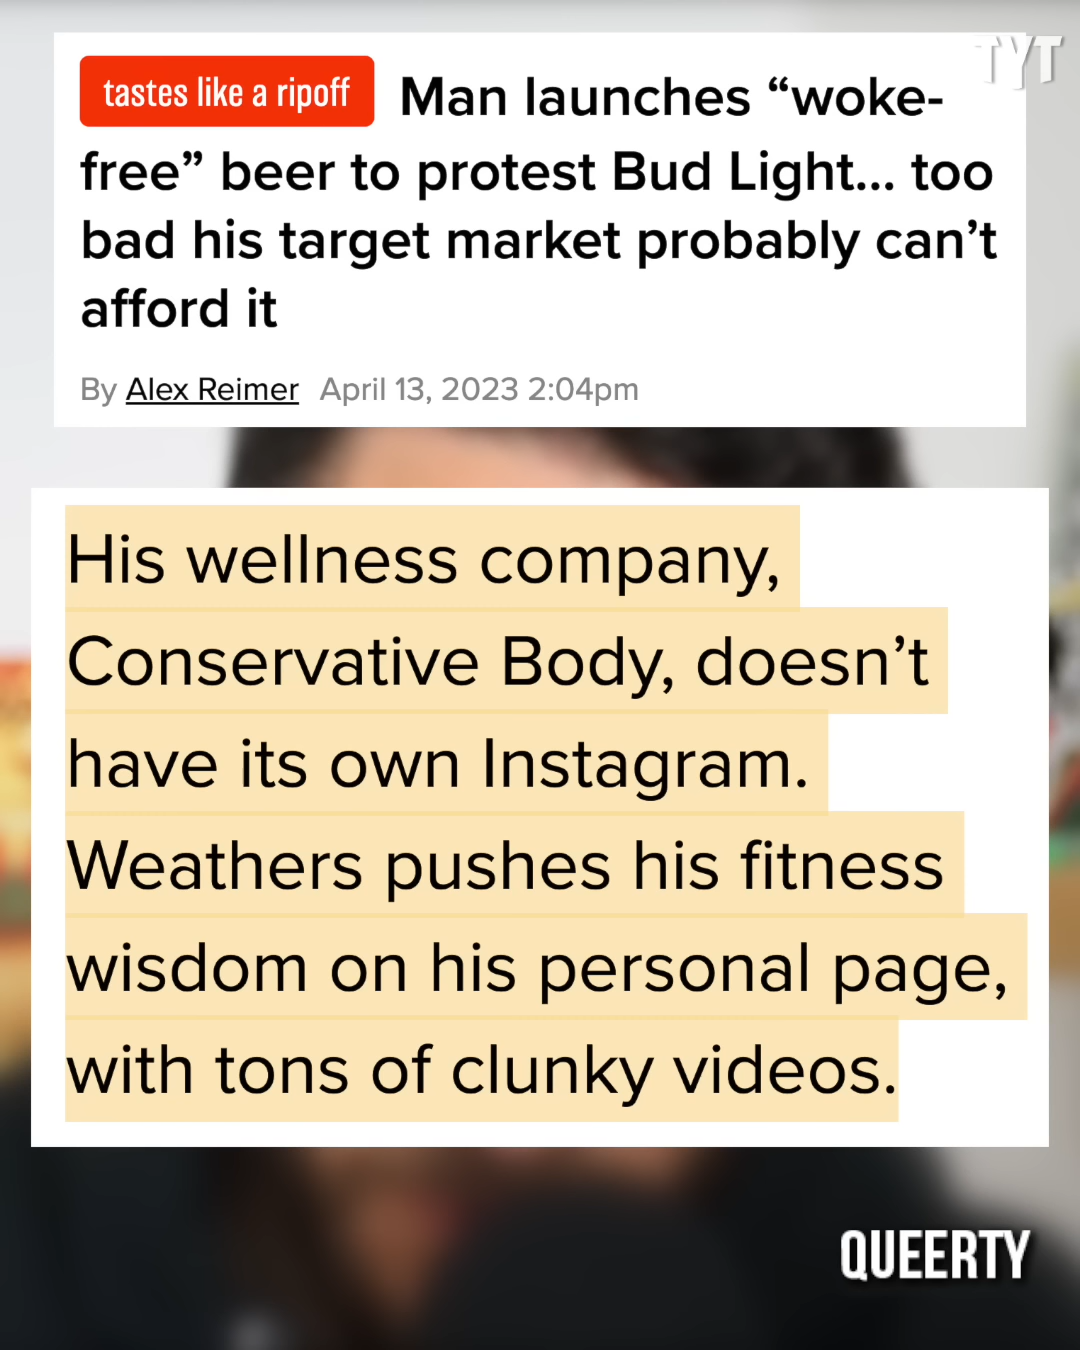 TYT
tastes like a ripoff Man launches “woke-
free” beer to protest Bud Light... too
bad his target market probably can’t
afford it
By Alex Reimer April 13, 2023 2:04pm
His wellness company,
Conservative Body, doesn’t
have its own Instagram.
Weathers pushes his fitness
wisdom on his personal page,
with tons of clunky videos.
QUEERTY